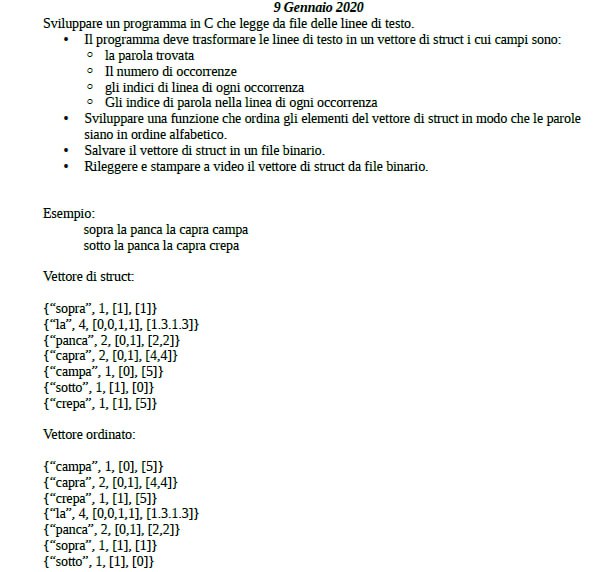 9 Gennaio 2020
Sviluppare un programma in C che legge da file delle linee di testo.
• Il programma deve trasformare le linee di testo in un vettore di struct i cui campi sono:
○ la parola trovata
○ Il numero di occorrenze
○ gli indici di linea di ogni occorrenza
○ Gli indice di parola nella linea di ogni occorrenza
• Sviluppare una funzione che ordina gli elementi del vettore di struct in modo che le parole
siano in ordine alfabetico.
• Salvare il vettore di struct in un file binario.
• Rileggere e stampare a video il vettore di struct da file binario.
Esempio:
sopra la panca la capra campa
sotto la panca la capra crepa
Vettore di struct:
{“sopra”, 1, [1], [1]}
{“la”, 4, [0,0,1,1], [1.3.1.3]}
{“panca”, 2, [0,1], [2,2]}
{“capra”, 2, [0,1], [4,4]}
{“campa”, 1, [0], [5]}
{“sotto”, 1, [1], [0]}
{“crepa”, 1, [1], [5]}
Vettore ordinato:
{“campa”, 1, [0], [5]}
{“capra”, 2, [0,1], [4,4]}
{“crepa”, 1, [1], [5]}
{“la”, 4, [0,0,1,1], [1.3.1.3]}
{“panca”, 2, [0,1], [2,2]}
{“sopra”, 1, [1], [1]}
{“sotto”, 1, [1], [0]}